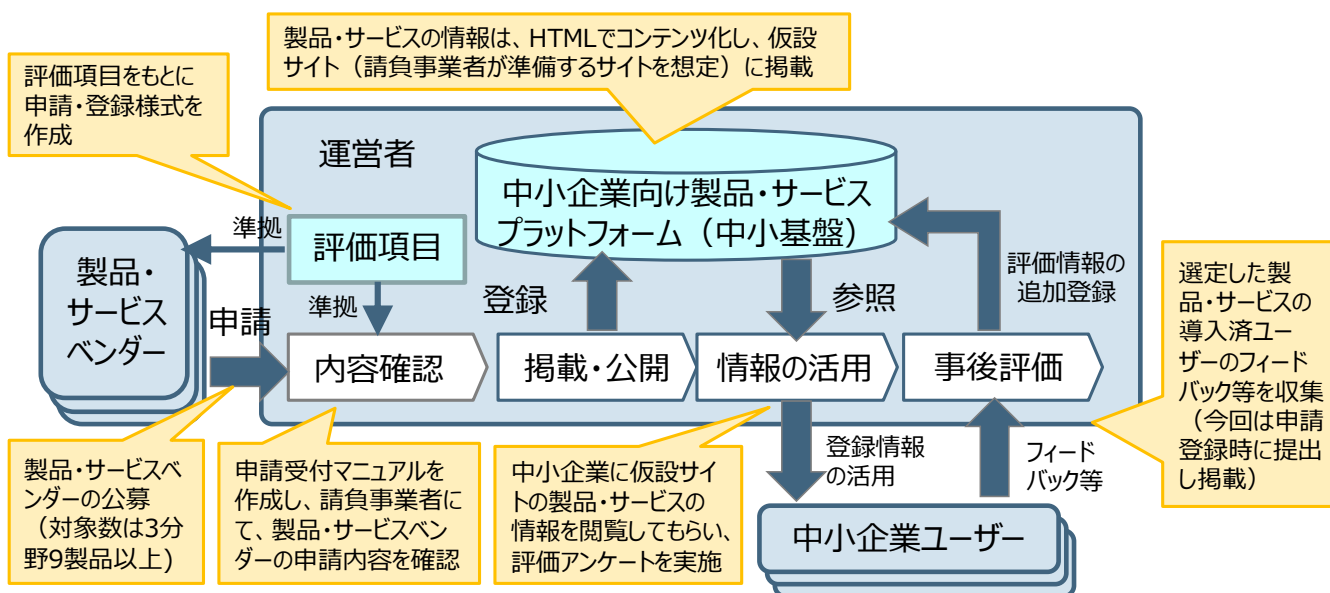 製品・サービスの情報は、HTMLでコンテンツ化し、仮設
サイト（請負事業者が準備するサイトを想定）に掲載
評価項目をもとに
申請・登録様式を
作成
運営者
中小企業向け製品・サービス
プラットフォーム（中小基盤）
準拠
評価項目
製品・
サービス
ベンダー
申請
準拠
登録
参照
評価情報の
追加登録
内容確認
掲載・公開
情報の活用
事後評価
選定した製
品・サービスの
導入済ユー
ザーのフィード
バック等を収集
（今回は申請
登録時に提出
し掲載）
製品・サービスベ
ンダーの公募
（対象数は3分
野9製品以上)
申請受付マニュアルを
作成し、請負事業者に
て、製品・サービスベン
ダーの申請内容を確認
中小企業に仮設サイ
トの製品・サービスの
情報を閲覧してもらい、
評価アンケートを実施
登録情報
の活用
フィード
バック等
中小企業ユーザー